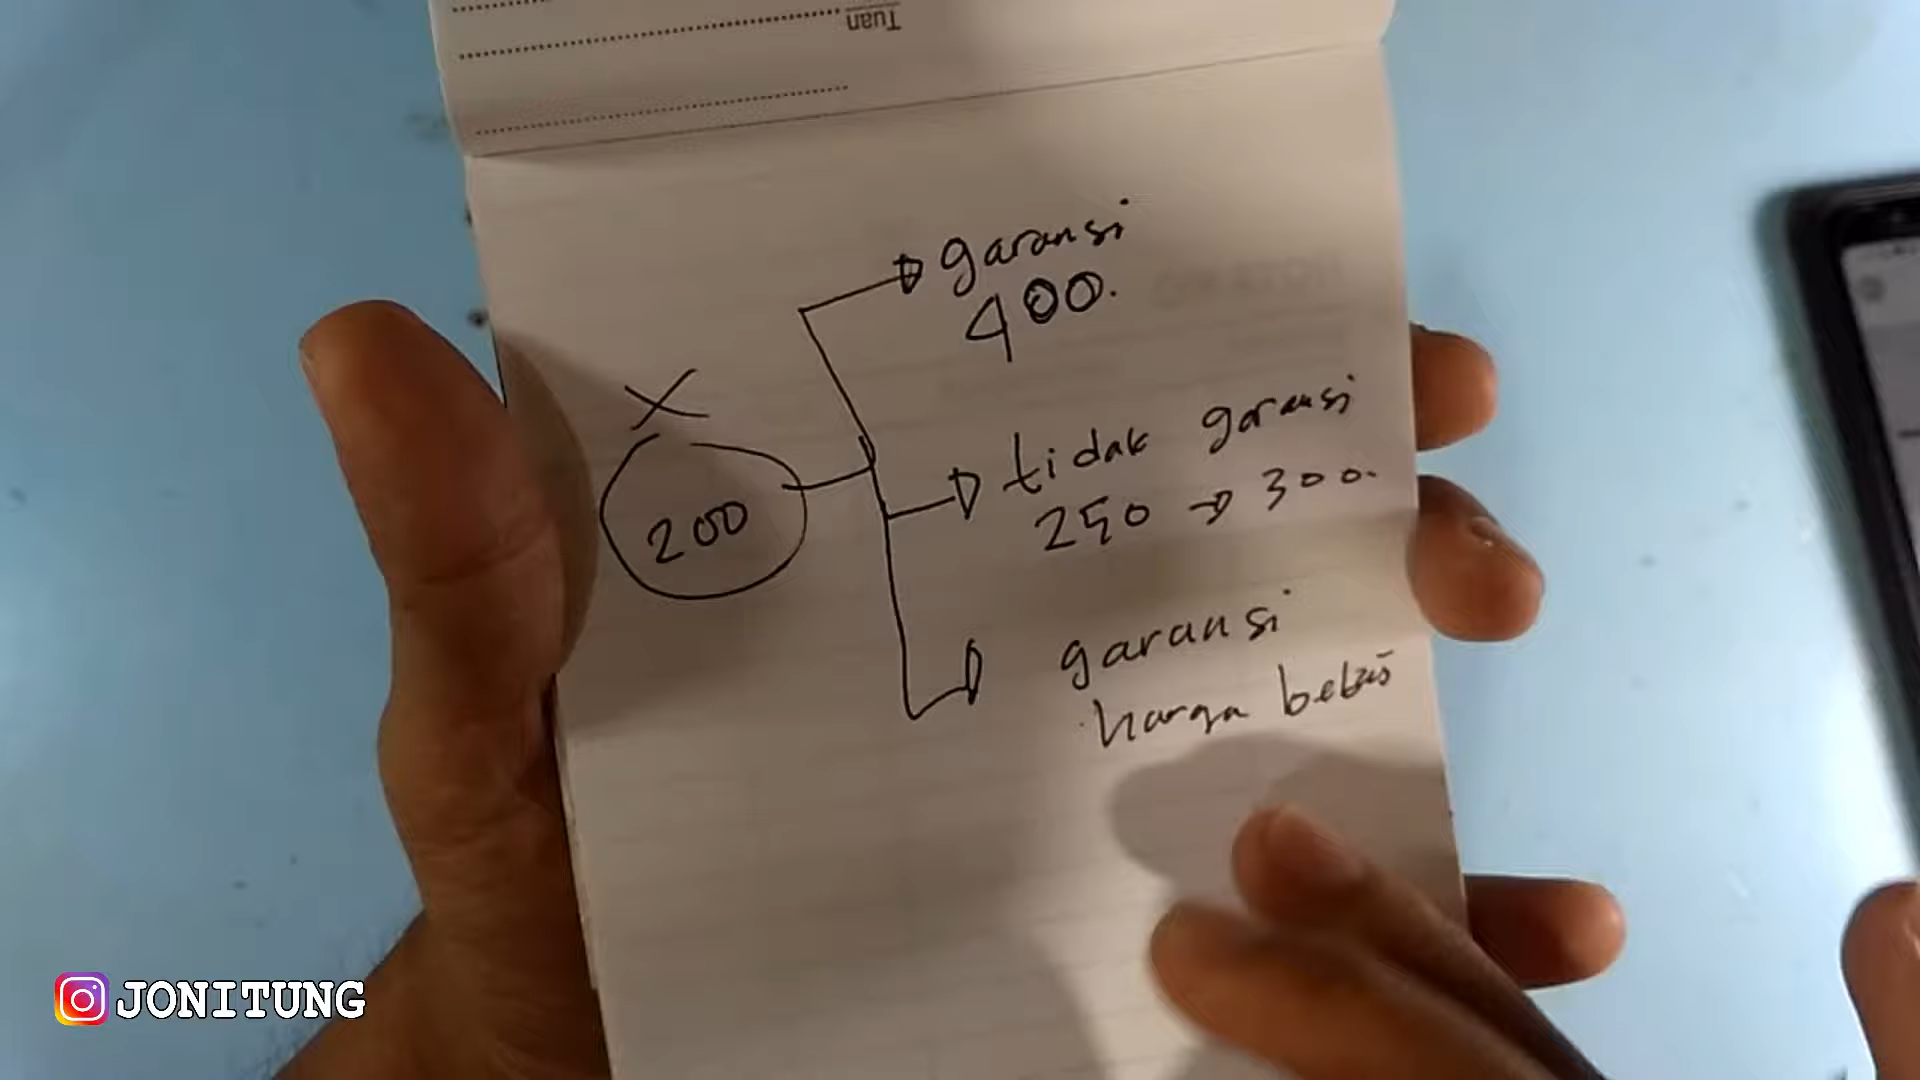 Tuan
X
200
garansi
400.
tidak garansi
250 → 300.
garansi
harga bebas
JONITUNG